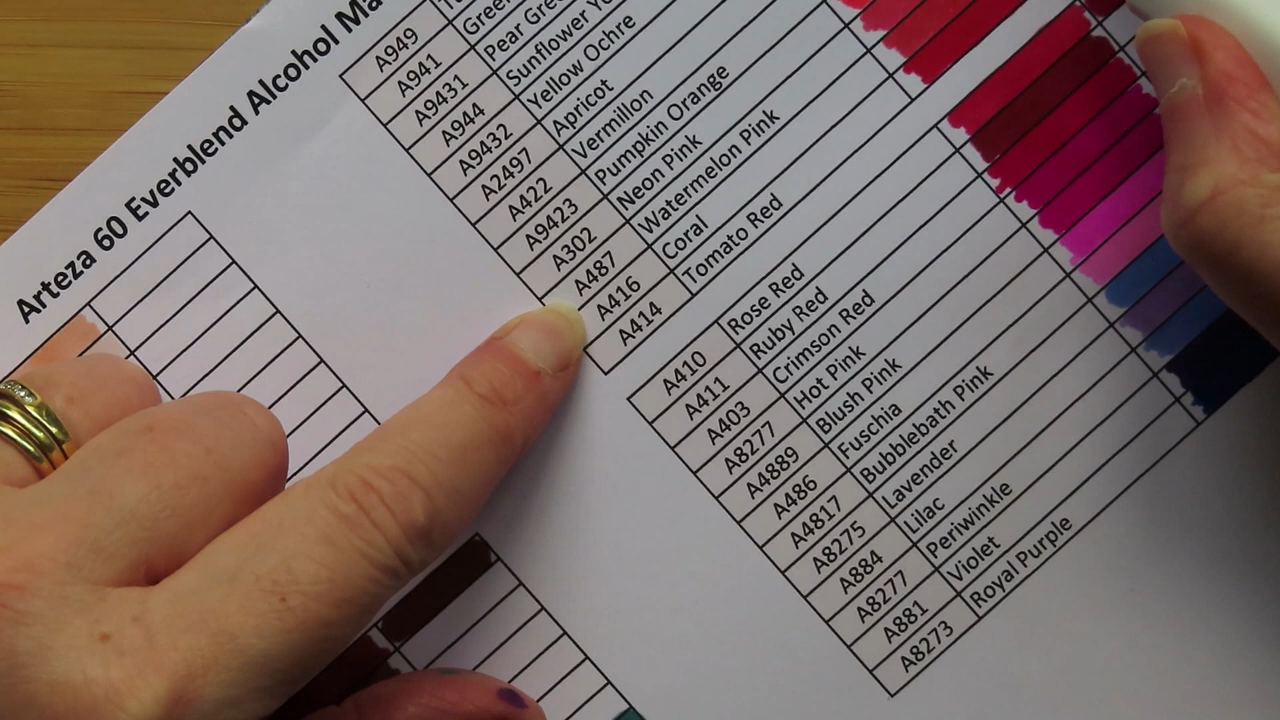 Arteza 60 Everblend Alcohol Ma
A949
A941 Green
A9431 Pear Gre
A944 Sunflower Ye
A9432 Yellow Ochre
A2497 Apricot
A422 Vermillon
A9423 Pumpkin Orange
A302 Neon Pink
A487 Watermelon Pink
A416 Coral
A414 Tomato Red
A410 Rose Red
A411 Ruby Red
A403 Crimson Red
A8277 Hot Pink
A4889 Blush Pink
A486 Fuschia
A4817 Bubblebath Pink
A8275 Lavender
A884 Lilac
A8277 Periwinkle
A881 Violet
A8273 Royal Purple